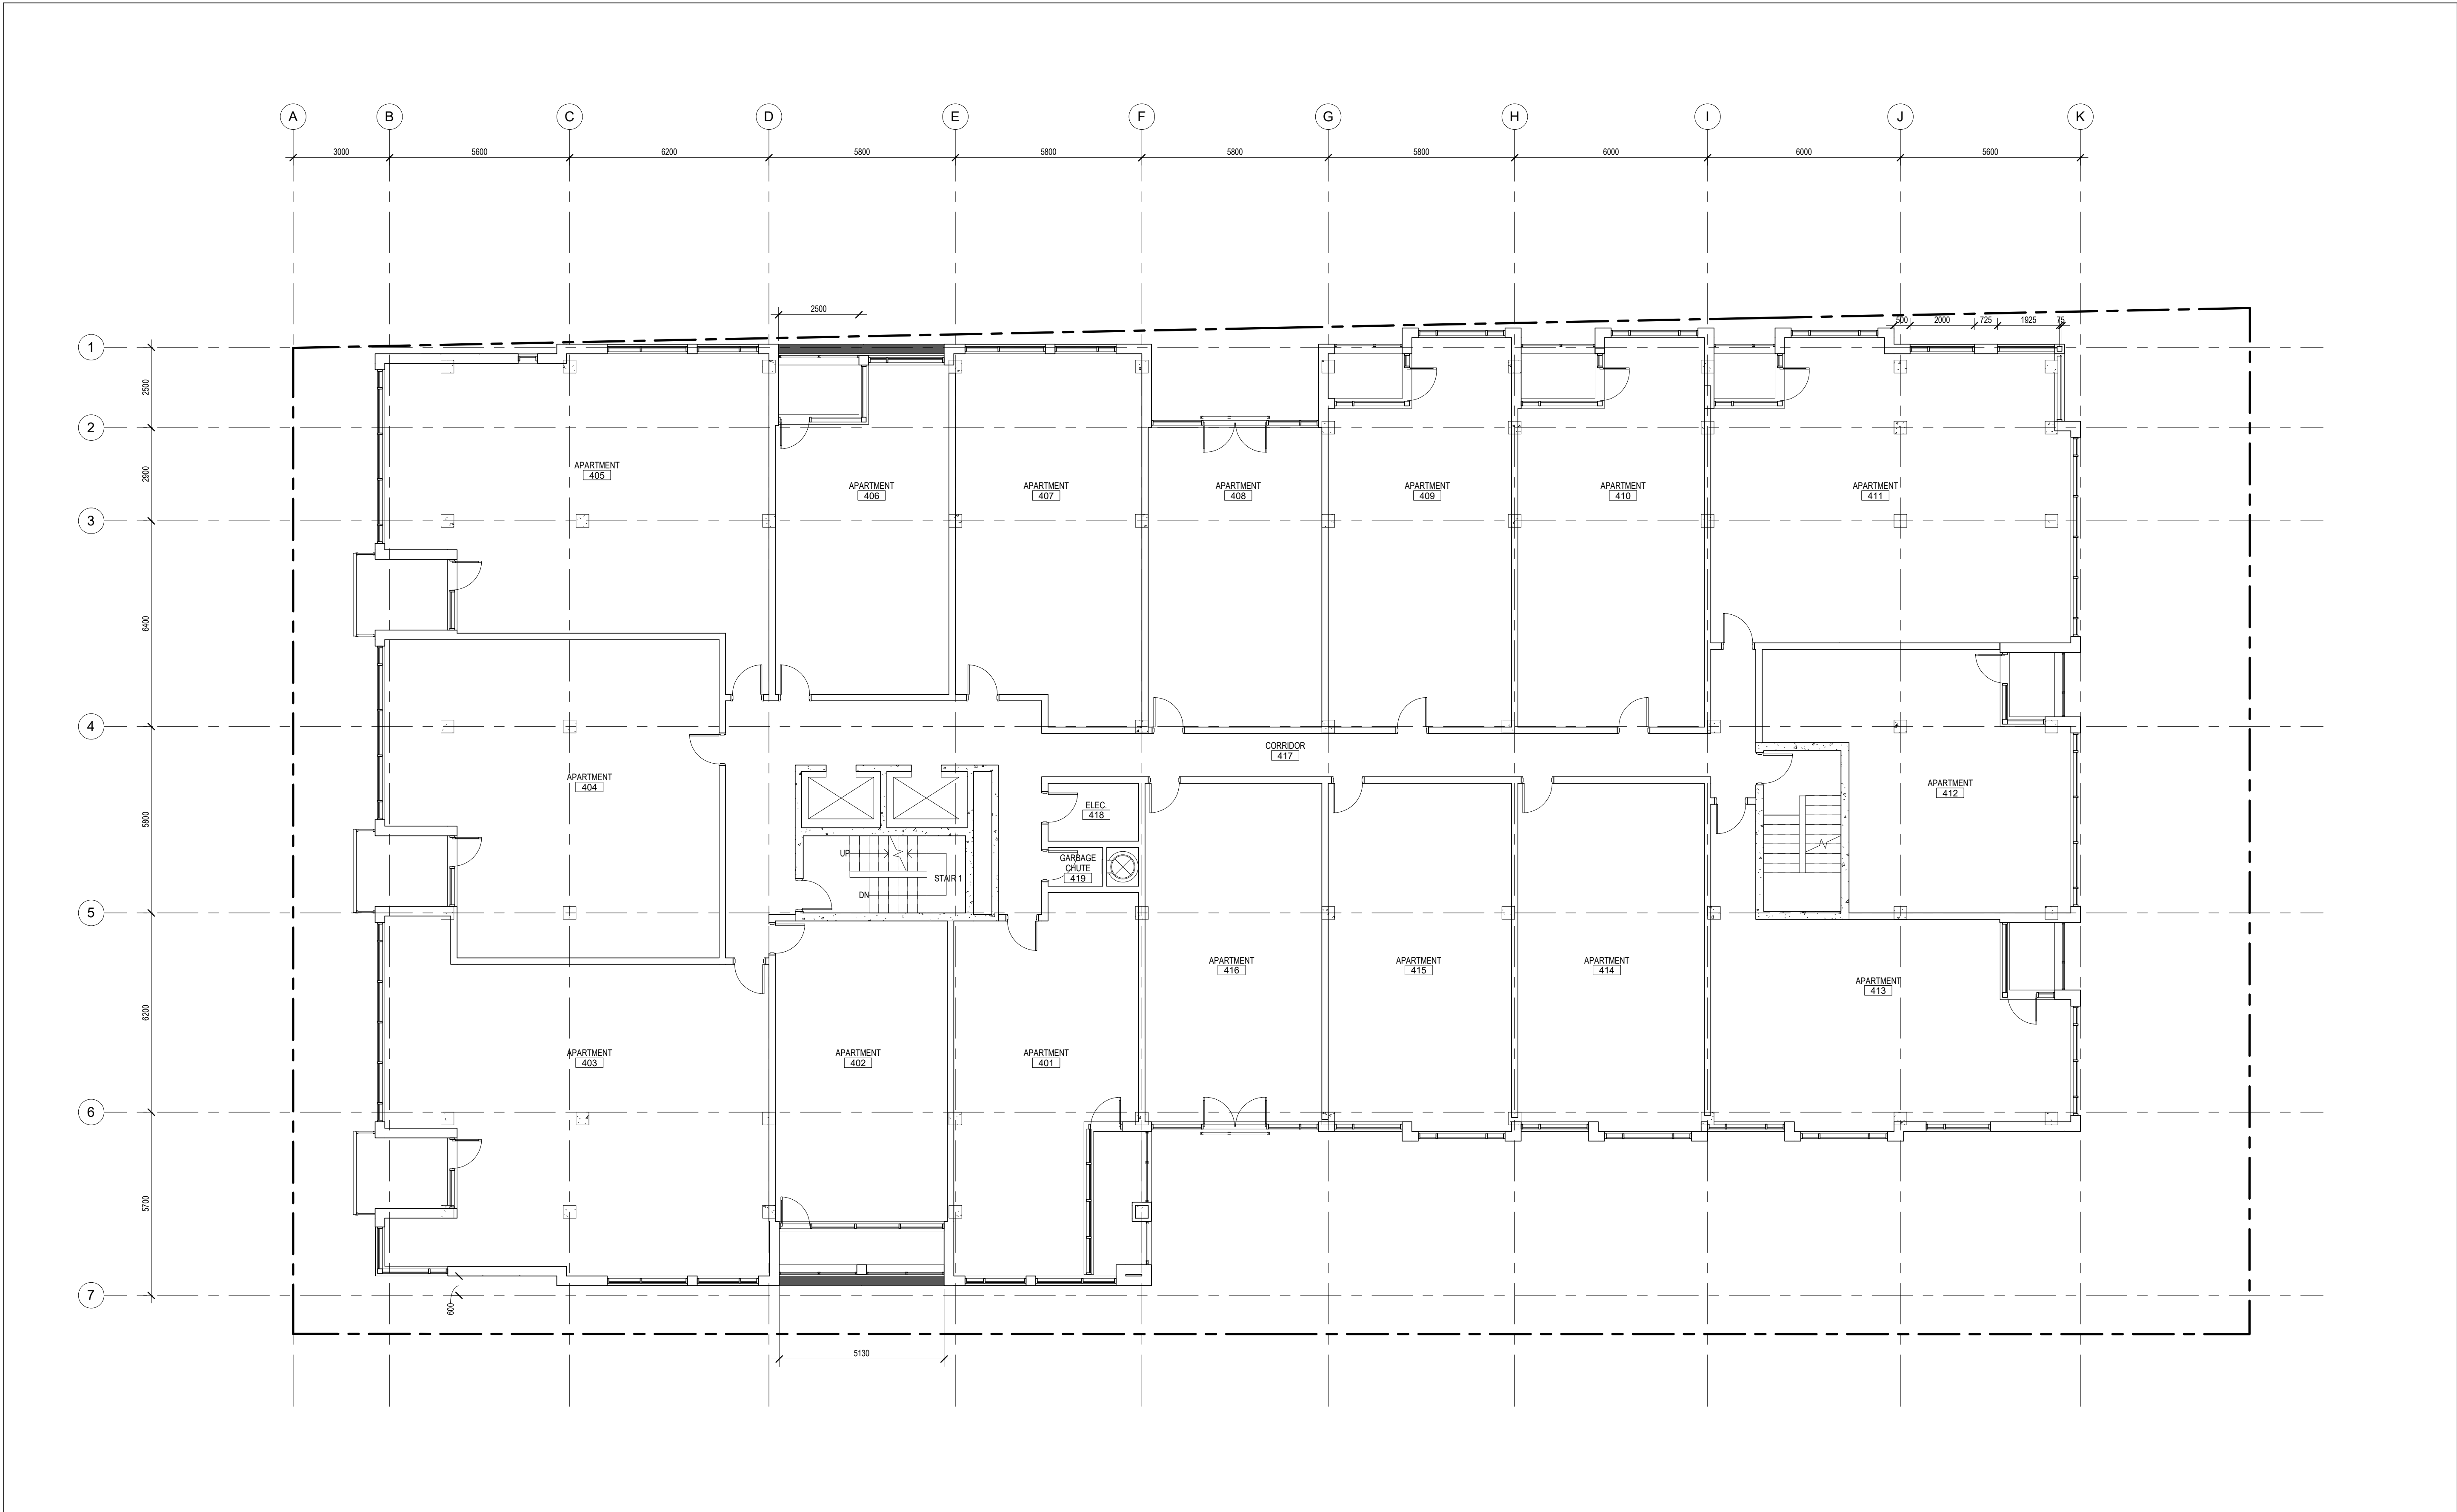 A B C D E F G H I J K
3000 5600 6200 5800 5800 5800 5800 6000 6000 5600
2500
500 2000 725 1925 75
1
2500
2
2900
3
6400
4
5800
5
6200
6
5700
7
APARTMENT
405
APARTMENT
406
APARTMENT
407
APARTMENT
408
APARTMENT
409
APARTMENT
410
APARTMENT
411
CORRIDOR
417
APARTMENT
404
ELEC.
418
APARTMENT
412
UP
STAIR 1
DN
GARBAGE
CHUTE
419
APARTMENT
416
APARTMENT
415
APARTMENT
414
APARTMENT
413
APARTMENT
403
APARTMENT
402
APARTMENT
401
600
5130